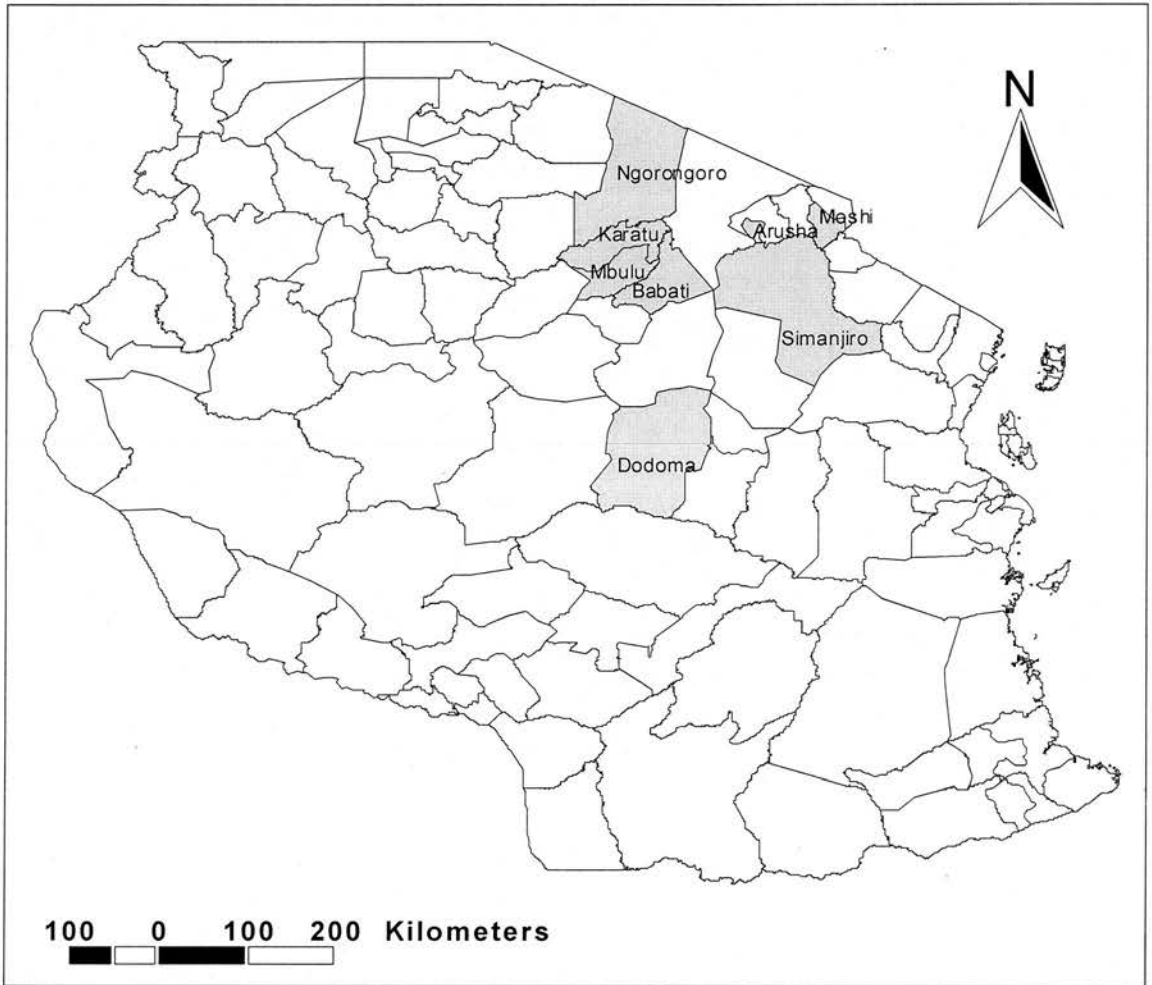 N
Ngorongoro
Moshi
Arusha
Karatu
Mbulu
Babati
Simanjiro
Dodoma
100 0 100 200 Kilometers